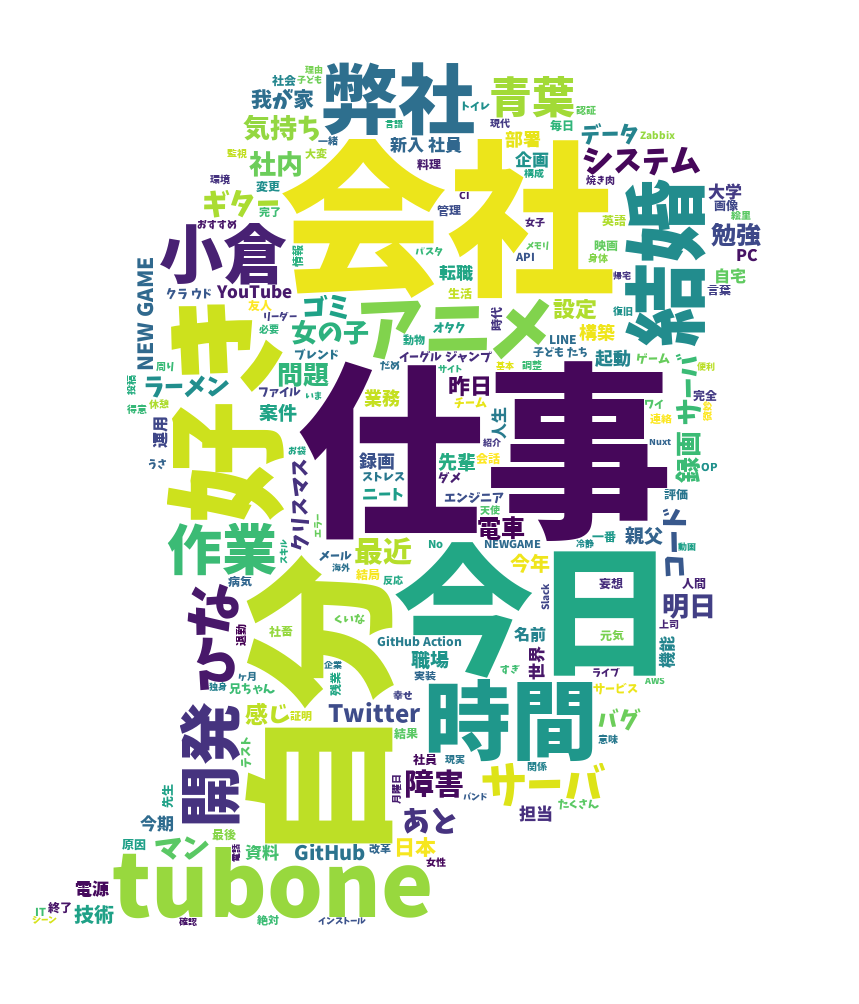 理由
社会 子ども
我が家
弊社
トイレ
青葉
認証
気持ち
一緒
言語
新入 社員
現代
部署
毎日
データ
Zabbix
監視
社内
大変
会社
料理
企画
構成
システム
焼き肉
環境
変更
CI
結婚
大学
画像
絵里
ギター
完了
管理
女子
英語
おすすめ
小倉
情報
パスタ
メモリ
映画
身体
勉強
PC
API
転職
帰宅
自宅
言葉
NEW GAME
クラ ウド
YouTube
友人
リーダー
ゴミ
アニメ
生活
時代
設定
復旧
好き
必要
女の子
動物
オタク
構築
LINE
ブレンド
だめ
イーグル ジャンプ
サイト
基本
調整
子ども たち
起動
ゲーム
サーバ
便利
周り
投稿
ラーメン
問題
ファイル
いま
業務
昨日
チーム
仕事
完全
ワイ
得意
休憩
案件
人生
連絡
運用
お袋
紹介
録画
Nuxt
うさ
クリスマス
録画
先輩
会話
OP
ストレス
ダメ
ニート
エンジニア
評価
天使
エラー
電車
コード
作業
スキル
最近
No
NEWGAME
冷静
一番
親父
動画
メール
海外
結局
反応
今年
今日
病気
妄想
人間
ひな
自分
Slack
明日
退勤
社畜
くいな
GitHub Action
名前
元気
上司
機能
企業
職場
実装
すぎ
世界
ライブ
AWS
ヶ月
独身
兄ちゃん
残業
幸せ
サービス
開発
感じ
証明
Twitter
時間
バグ
結果
意味
テスト
社員
現実
関係
先生
月曜日
障害
バンド
サーバ
たくさん
今期
あと
担当
最後
原因
マン
電話
資料
GitHub
改革
日本
女性
tubone
電源
IT
終了
技術
シーン
確認
絶対
インストール